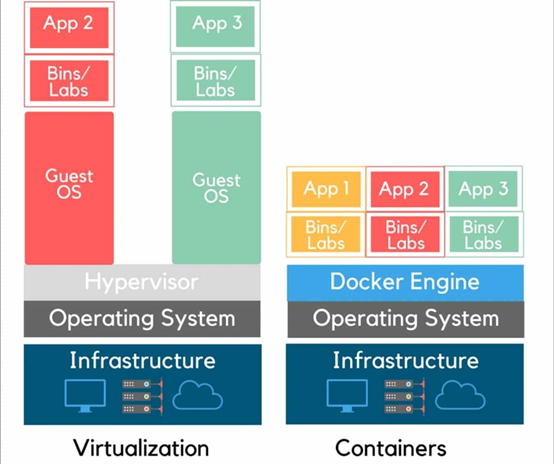 App 2
Bins/
Labs
Guest
OS
App 3
Bins/
Labs
Guest
OS
Hypervisor
Operating System
Infrastructure
Virtualization
App 1
App 2
App 3
Bins/
Labs
Bins/
Labs
Bins/
Labs
Docker Engine
Operating System
Infrastructure
Containers